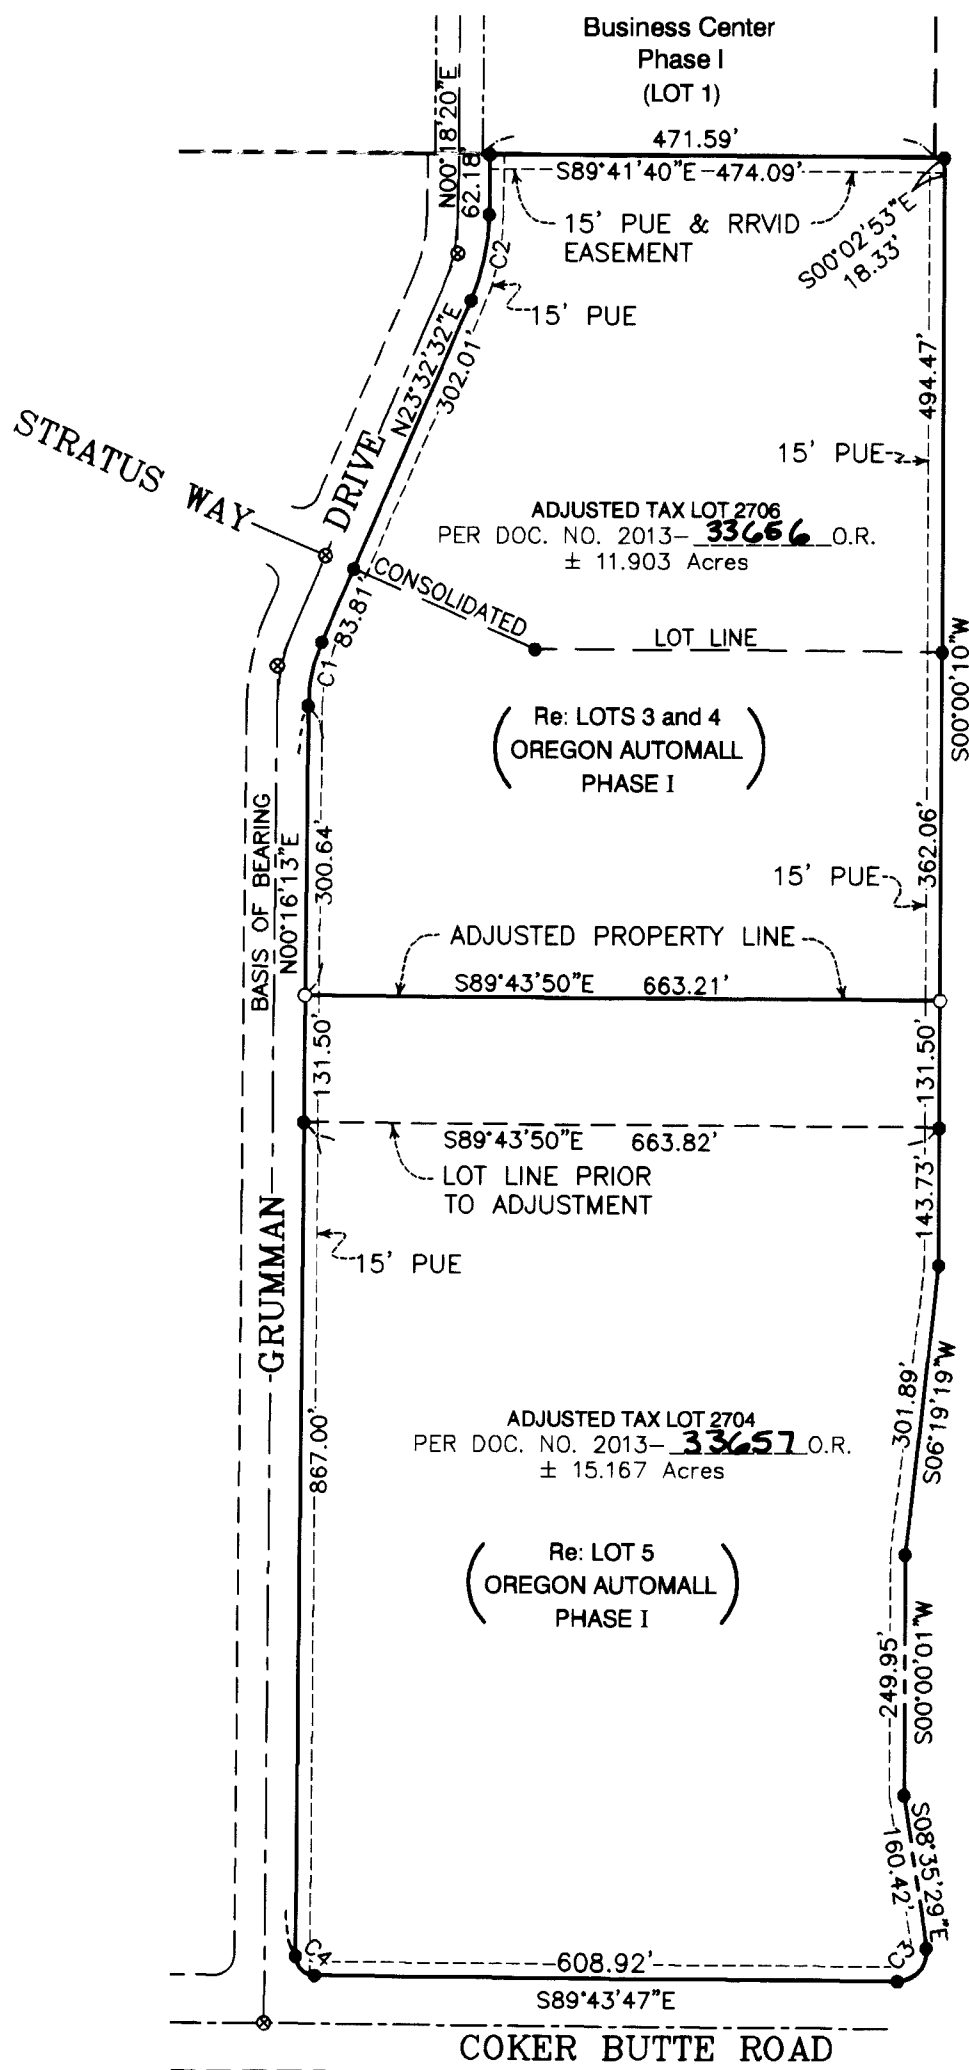 Business Center
Phase I
(LOT 1)
N00°18'20"E
62.18'
471.59'
S89°41'40"E 474.09'
15' PUE & RRVID
EASEMENT
S00°02'53"E
18.33'
C2
15' PUE
N23°32'32"E
302.01'
494.47'
STRATUS WAY
DRIVE
15' PUE
ADJUSTED TAX LOT 2706
PER DOC. NO. 2013-33656 O.R.
± 11.903 Acres
CONSOLIDATED
LOT LINE
83.81'
C1
S00°00'10"W
(Re: LOTS 3 and 4
OREGON AUTOMALL
PHASE I)
BASIS OF BEARING
N00°16'13"E
300.64'
362.06'
15' PUE
ADJUSTED PROPERTY LINE
S89°43'50"E 663.21'
131.50'
131.50'
S89°43'50"E 663.82'
LOT LINE PRIOR
TO ADJUSTMENT
143.73'
15' PUE
GRUMMAN
301.89'
S06°19'19"W
ADJUSTED TAX LOT 2704
PER DOC. NO. 2013-33657 O.R.
± 15.167 Acres
867.00'
(Re: LOT 5
OREGON AUTOMALL
PHASE I)
249.95'
S00°00'10"W
S08°35'29"E
160.42'
C4
C3
608.92'
S89°43'47"E
COKER BUTTE ROAD